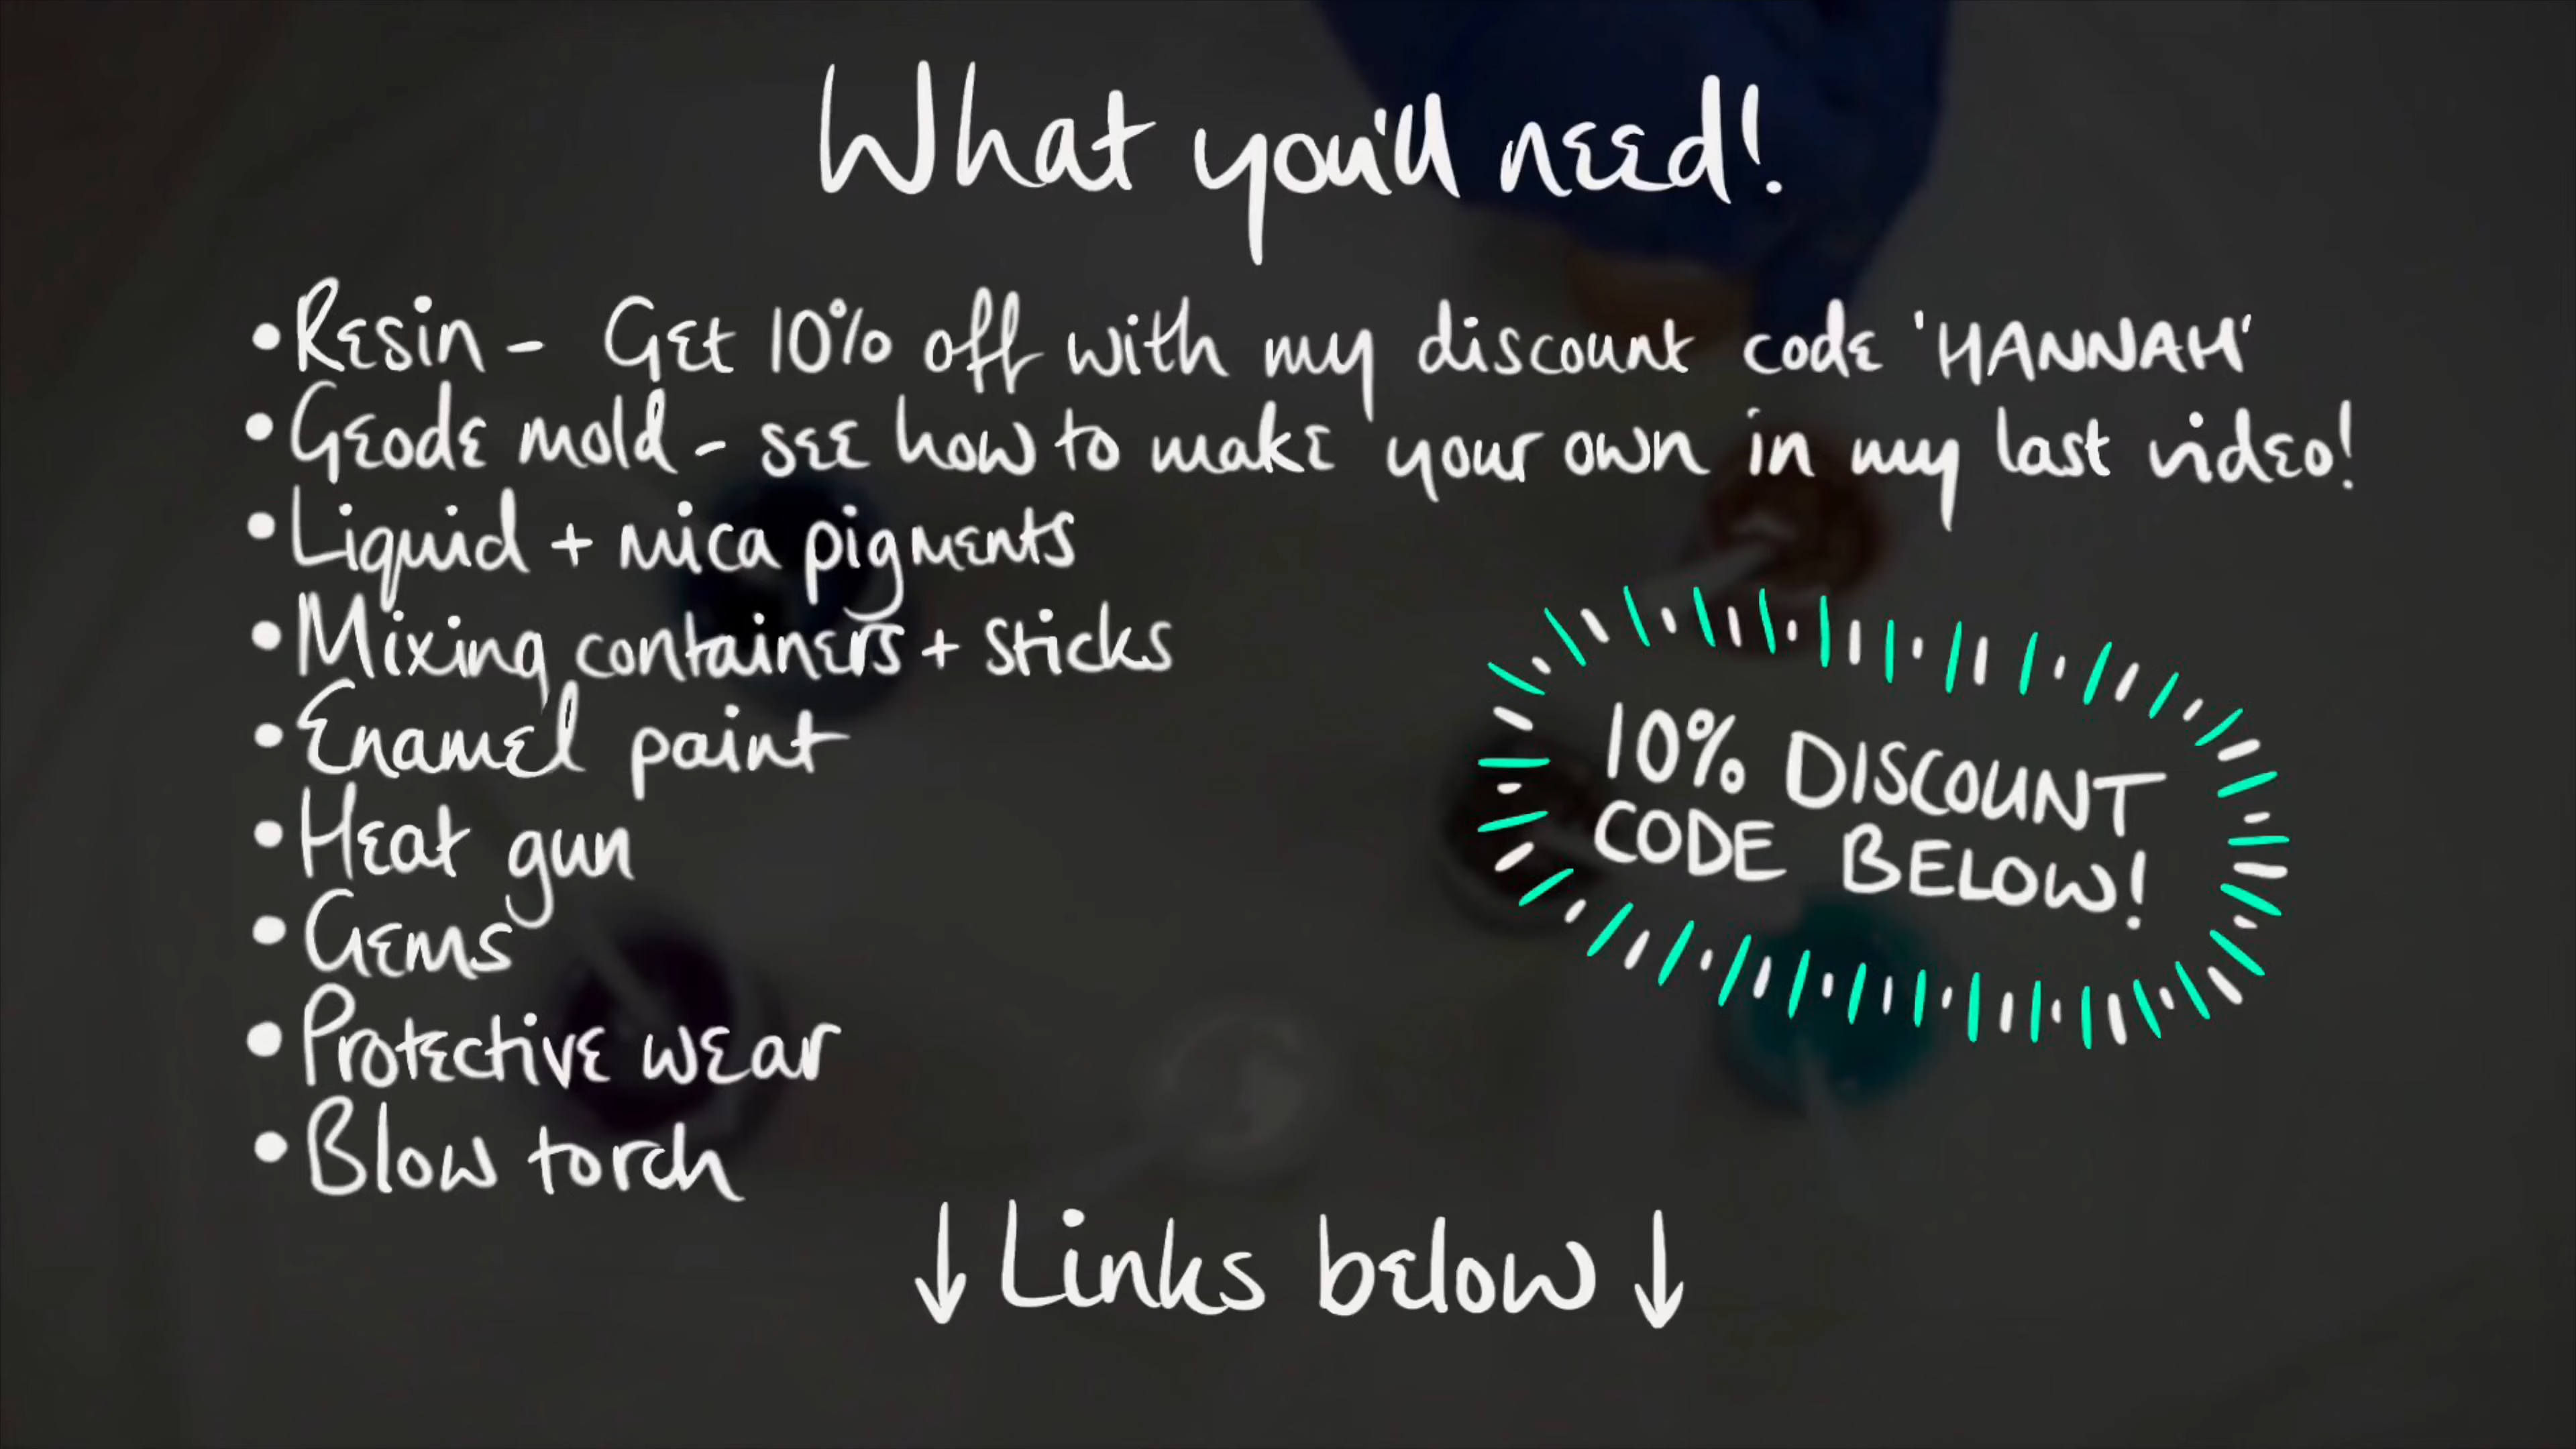 What you'll need!
• Resin - Get 10% off with my discount code 'HANNAH'
• Geode mold - see how to make your own in my last video!
• Liquid + mica pigments
• Mixing containers + sticks
• Enamel paint
• Heat gun
• Gems
• Protective wear
• Blow torch
10% DISCOUNT
CODE BELOW!
↓ Links below ↓